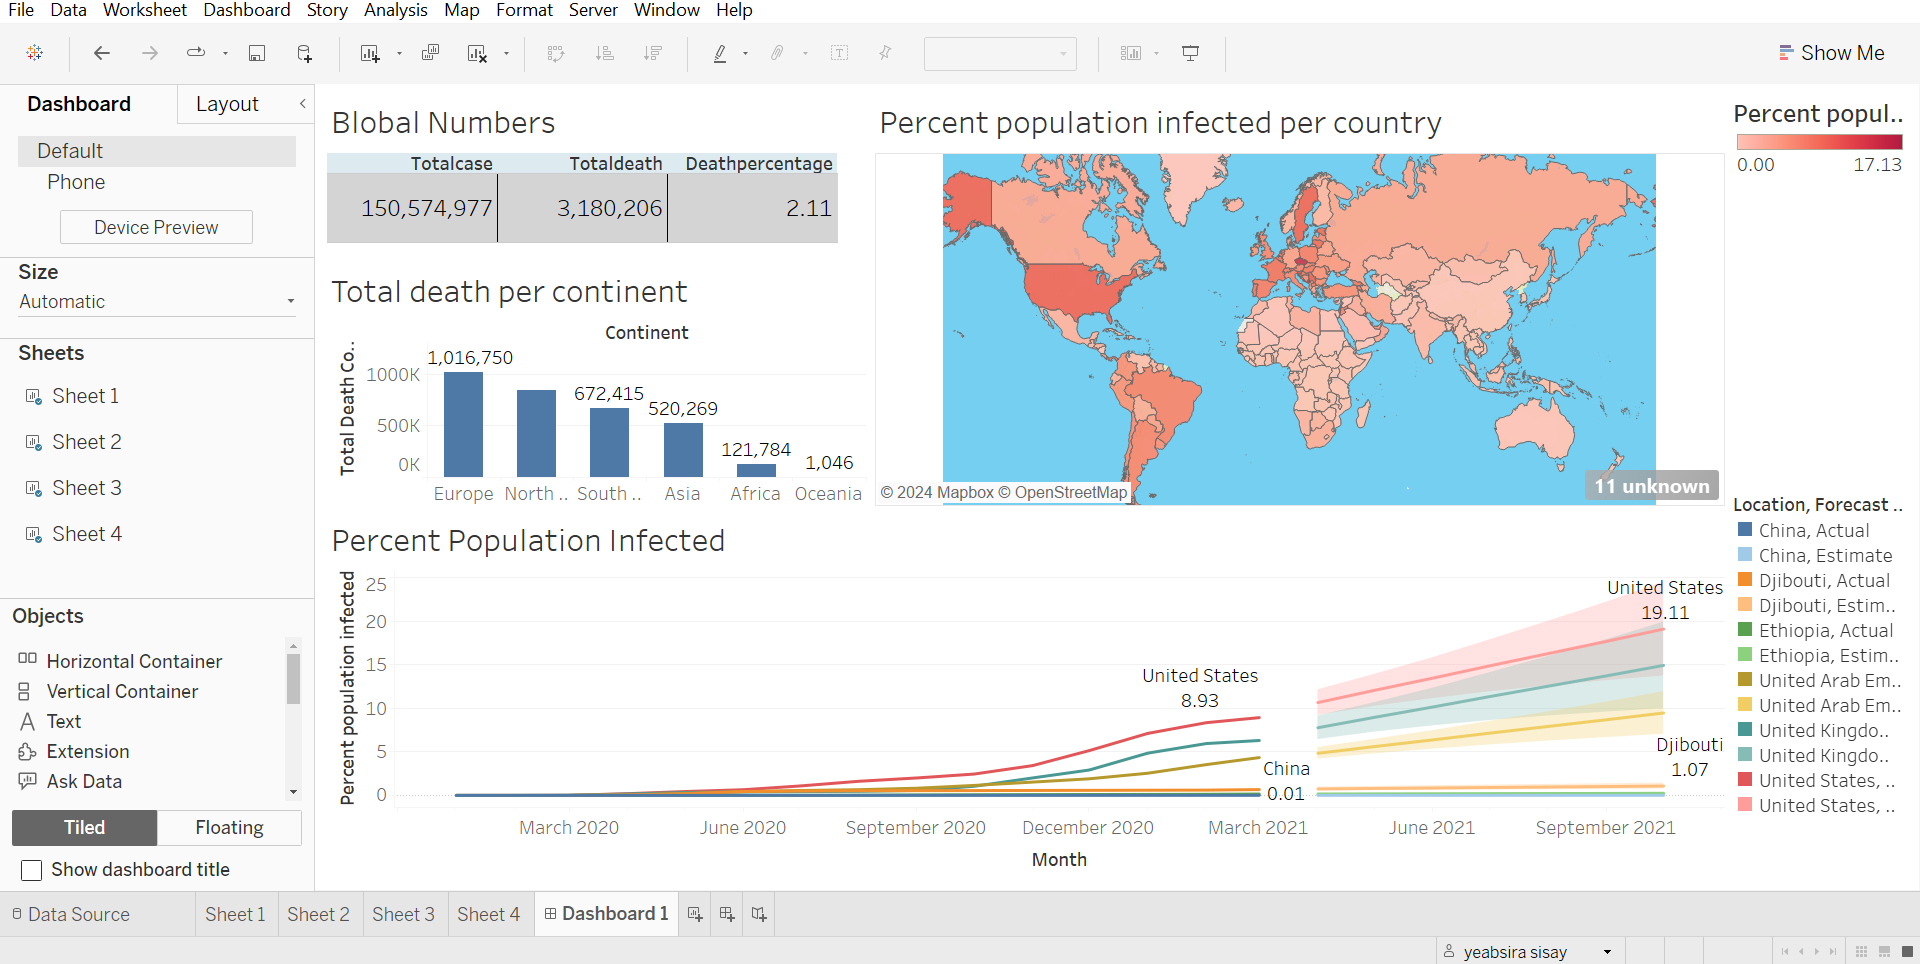 File Data Worksheet Dashboard Story Analysis Map Format Server Window Help
Show Me
Dashboard Layout
Default
Phone
Device Preview
Size
Automatic
Sheets
Sheet 1
Sheet 2
Sheet 3
Sheet 4
Objects
Horizontal Container
Vertical Container
Text
Extension
Ask Data
Tiled Floating
Show dashboard title
Blobal Numbers
Totalcase Totaldeath Deathpercentage
150,574,977 3,180,206 2.11
Total death per continent
Continent
Total Death Co..
1000K
500K
0K
1,016,750
672,415
520,269
121,784
1,046
Europe North .. South .. Asia Africa Oceania
Percent population infected per country
© 2024 Mapbox © OpenStreetMap
11 unknown
Percent popul..
0.00 17.13
Percent Population Infected
Percent population infected
25
20
15
10
5
0
United States
8.93
China
0.01
United States
19.11
Djibouti
1.07
March 2020 June 2020 September 2020 December 2020 March 2021 June 2021 September 2021
Month
Location, Forecast ..
China, Actual
China, Estimate
Djibouti, Actual
Djibouti, Estim..
Ethiopia, Actual
Ethiopia, Estim..
United Arab Em..
United Arab Em..
United Kingdo..
United Kingdo..
United States, ..
United States, ..
Data Source Sheet 1 Sheet 2 Sheet 3 Sheet 4 Dashboard 1
yeabsira sisay